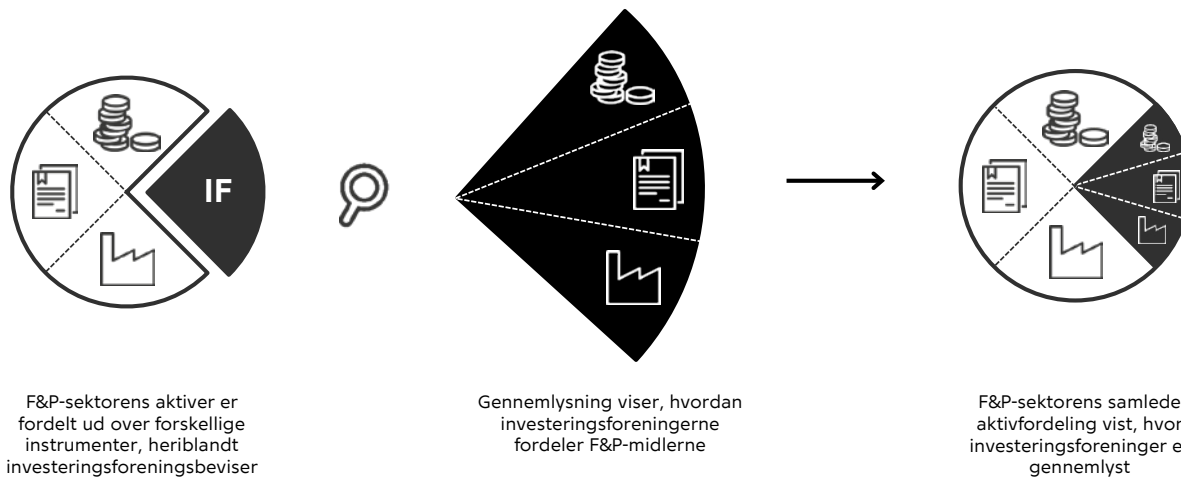 IF
F&P-sektorens aktiver er
fordelt ud over forskellige
instrumenter, heriblandt
investeringsforeningsbeviser
Gennemlysning viser, hvordan
investeringsforeningerne
fordeler F&P-midlerne
F&P-sektorens samlede
aktivfordeling vist, hvor
investeringsforeninger e
gennemlyst